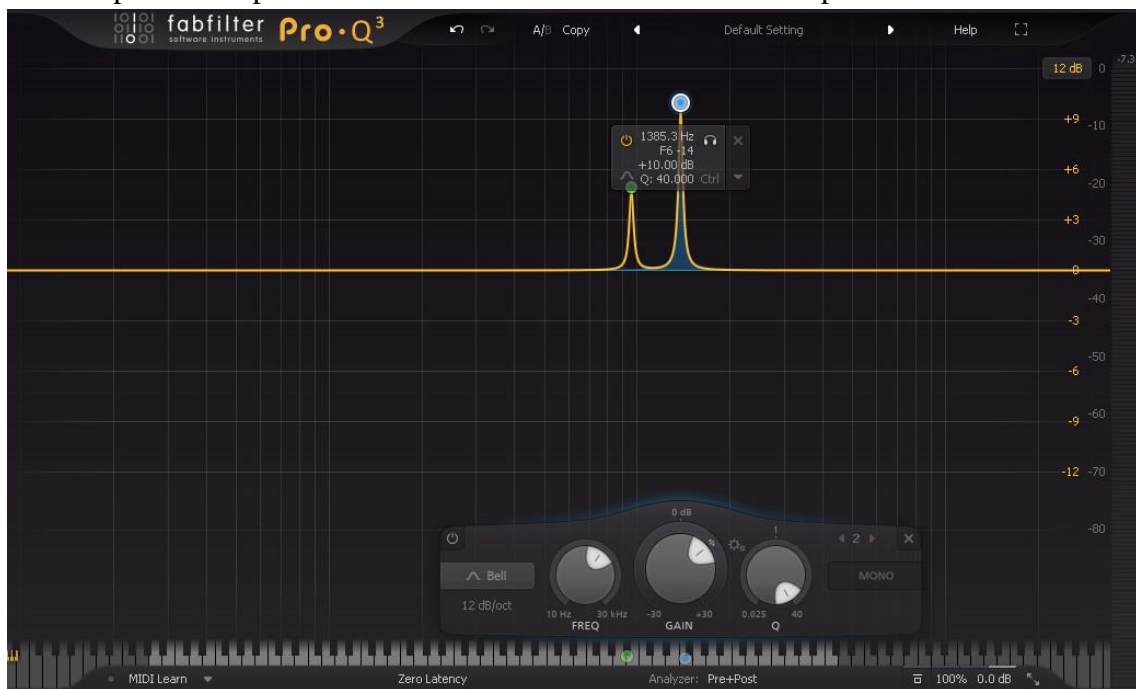 fabfilter Pro·Q³
software instruments
A/B Copy
Default Setting
Help
12 dB
0
-7.3
+9
-10
+6
-20
+3
-30
0
-40
-3
-50
-6
-60
-9
-12
-70
-80
1385.3 Hz
F6 -14
+10.00 dB
Q: 40.000 Ctrl
Bell
12 dB/oct
10 Hz 30 kHz
FREQ
0 dB
-30 +30
GAIN
1
0.025 40
Q
2
MONO
MIDI Learn
Zero Latency
Analyzer: Pre+Post
100% 0.0 dB